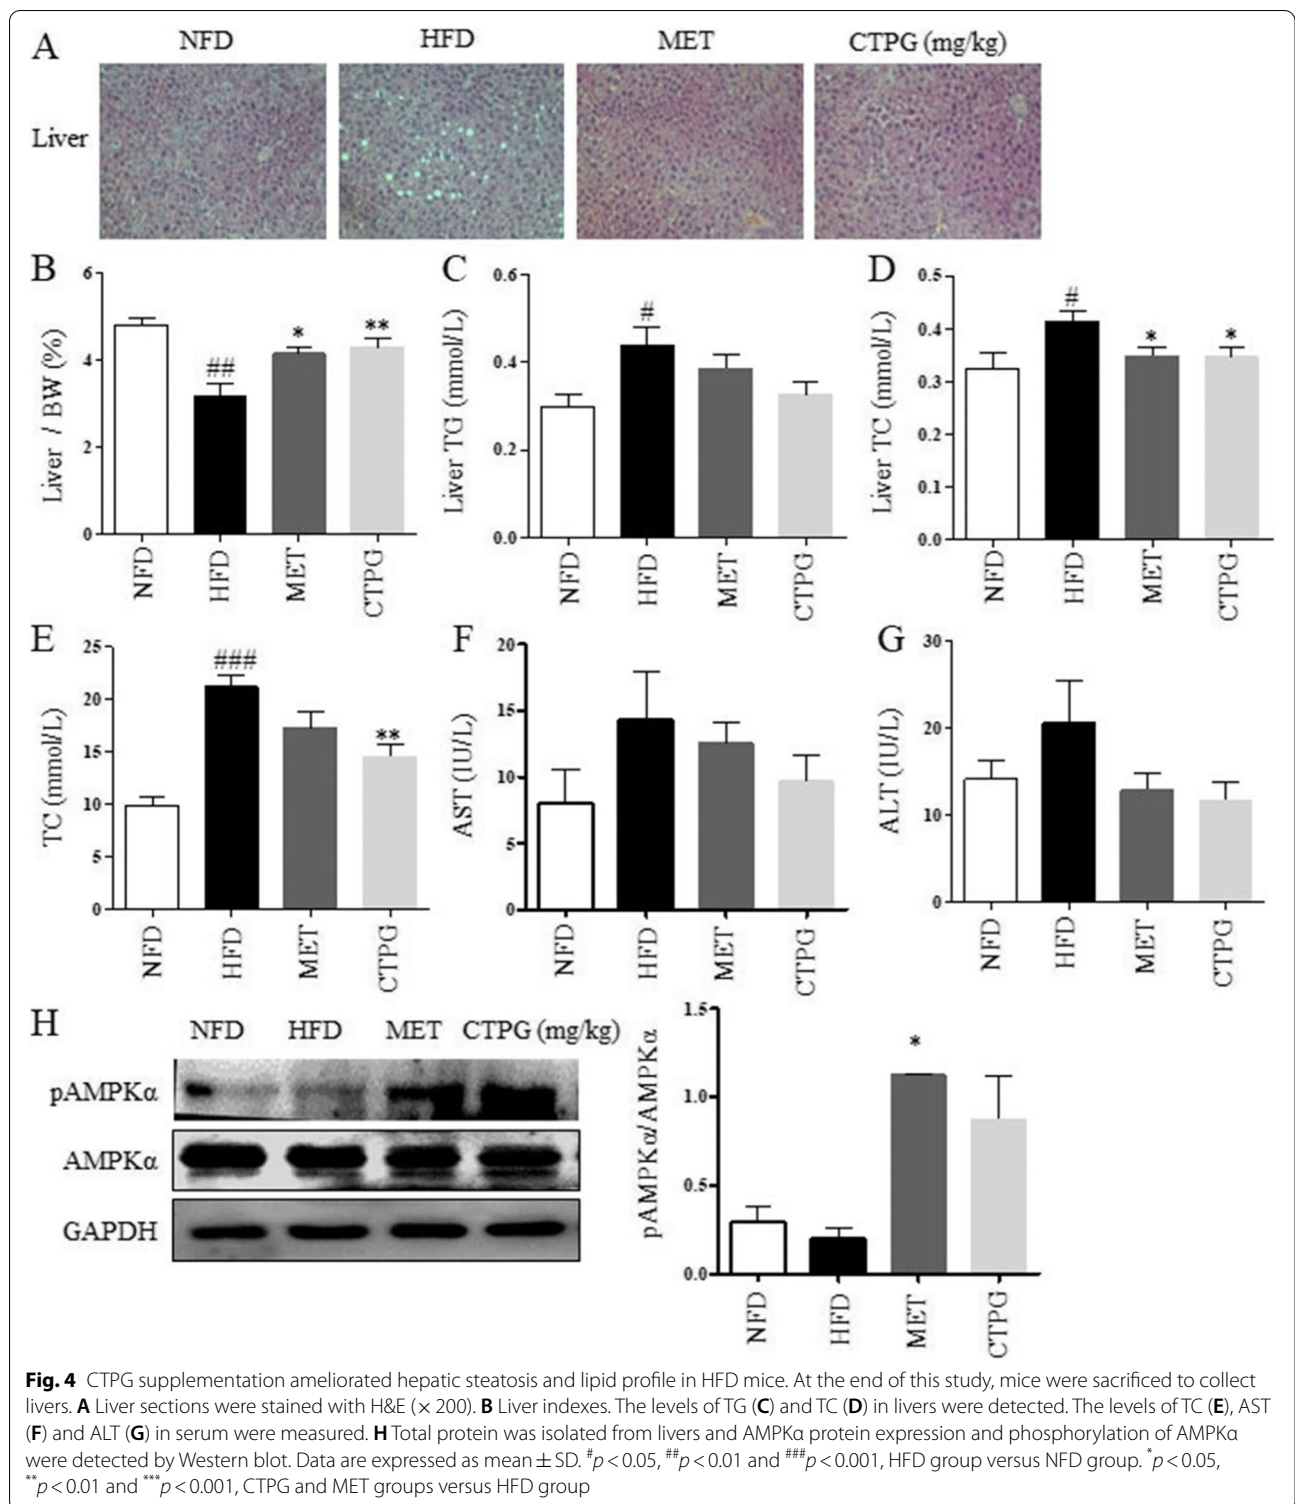 A NFD HFD MET CTPG (mg/kg)
Liver
B
Liver / BW (%)
6
4
2
0
##
*
**
NFD HFD MET CTPG
C
Liver TG (mmol/L)
0.6
0.4
0.2
0.0
#
NFD HFD MET CTPG
D
Liver TC (mmol/L)
0.5
0.4
0.3
0.2
0.1
0.0
#
*
*
NFD HFD MET CTPG
E
TC (mmol/L)
25
20
15
10
5
0
###
**
NFD HFD MET CTPG
F
AST (IU/L)
20
15
10
5
0
NFD HFD MET CTPG
G
ALT (IU/L)
30
20
10
0
NFD HFD MET CTPG
H NFD HFD MET CTPG (mg/kg)
pAMPKα
AMPKα
GAPDH
pAMPKα/AMPKα
1.5
1.0
0.5
0.0
*
NFD HFD MET CTPG
Fig. 4 CTPG supplementation ameliorated hepatic steatosis and lipid profile in HFD mice. At the end of this study, mice were sacrificed to collect
livers. A Liver sections were stained with H&E (× 200). B Liver indexes. The levels of TG (C) and TC (D) in livers were detected. The levels of TC (E), AST
(F) and ALT (G) in serum were measured. H Total protein was isolated from livers and AMPKα protein expression and phosphorylation of AMPKα
were detected by Western blot. Data are expressed as mean ± SD. #p < 0.05, ##p < 0.01 and ###p < 0.001, HFD group versus NFD group. *p < 0.05,
**p < 0.01 and ***p < 0.001, CTPG and MET groups versus HFD group